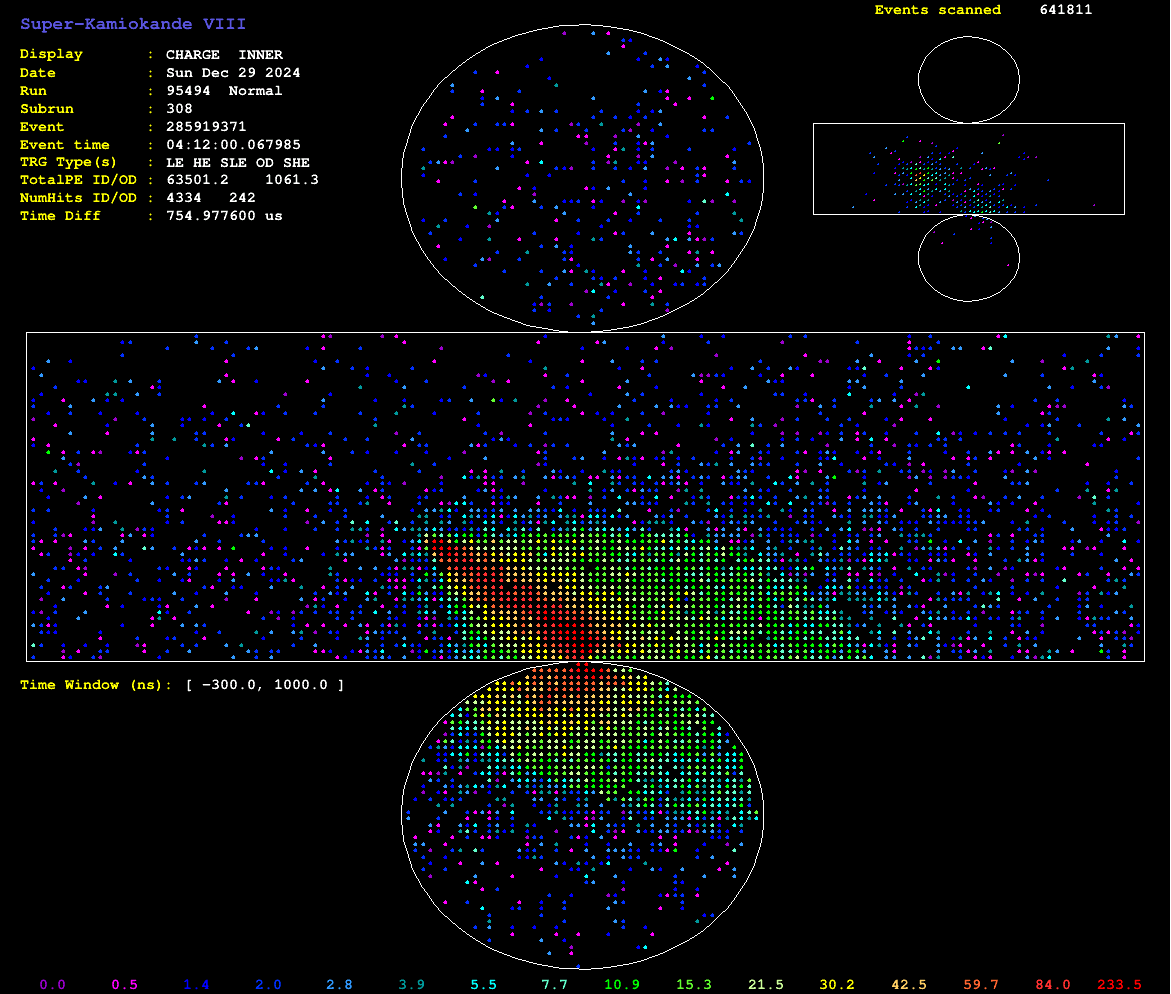 Super-Kamiokande VIII
Events scanned 641811
Display : CHARGE INNER
Date : Sun Dec 29 2024
Run : 95494 Normal
Subrun : 308
Event : 285919371
Event time : 04:12:00.067985
TRG Type(s) : LE HE SLE OD SHE
TotalPE ID/OD : 63501.2 1061.3
NumHits ID/OD : 4334 242
Time Diff : 754.977600 us
Time Window (ns): [ −300.0, 1000.0 ]
0.0 0.5 1.4 2.0 2.8 3.9 5.5 7.7 10.9 15.3 21.5 30.2 42.5 59.7 84.0 233.5